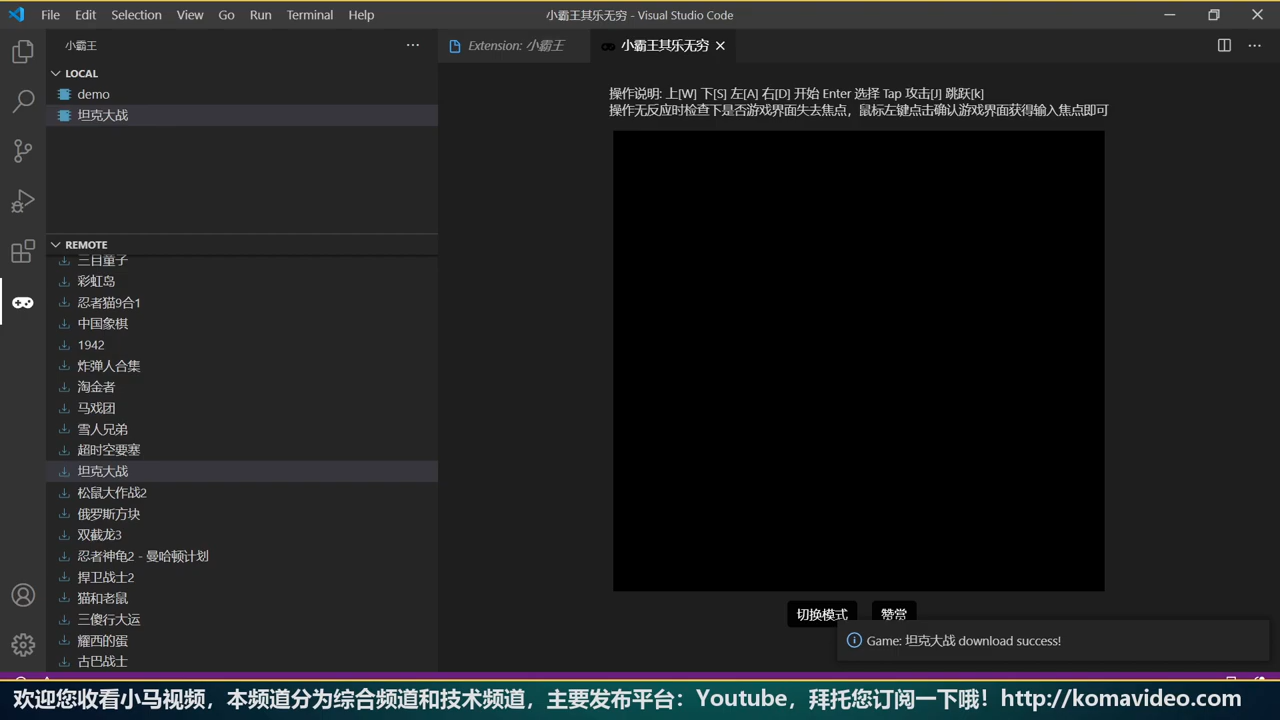 File Edit Selection View Go Run Terminal Help
小霸王其乐无穷 - Visual Studio Code
小霸王
Extension: 小霸王
小霸王其乐无穷
LOCAL
demo
坦克大战
REMOTE
三目童子
彩虹岛
忍者猫9合1
中国象棋
1942
炸弹人合集
淘金者
马戏团
雪人兄弟
超时空要塞
坦克大战
松鼠大作战2
俄罗斯方块
双截龙3
忍者神龟2 - 曼哈顿计划
捍卫战士2
猫和老鼠
三傻行大运
耀西的蛋
古巴战士
操作说明: 上[W] 下[S] 左[A] 右[D] 开始 Enter 选择 Tap 攻击[J] 跳跃[k]
操作无反应时检查下是否游戏界面失去焦点，鼠标左键点击确认游戏界面获得输入焦点即可
切换模式
赞赏
Game: 坦克大战 download success!
欢迎您收看小马视频，本频道分为综合频道和技术频道，主要发布平台：Youtube，拜托您订阅一下哦！http://komavideo.com